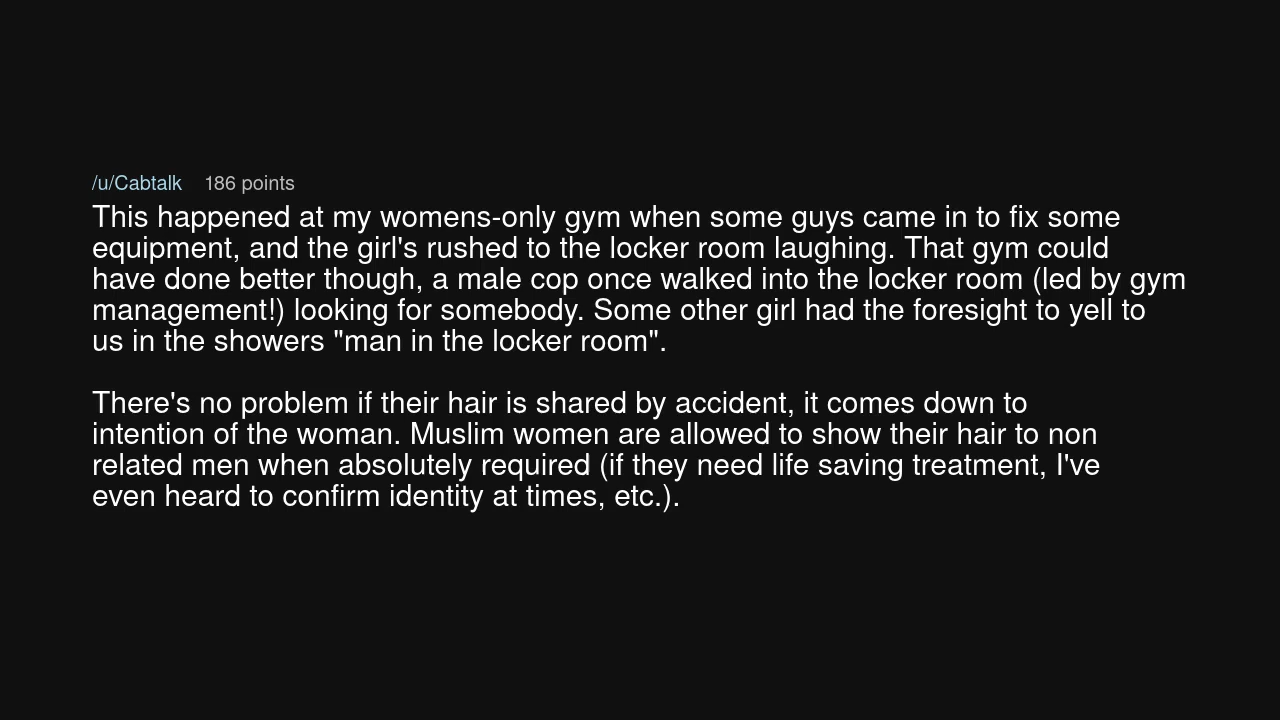 /u/Cabtalk 186 points
This happened at my womens-only gym when some guys came in to fix some
equipment, and the girl's rushed to the locker room laughing. That gym could
have done better though, a male cop once walked into the locker room (led by gym
management!) looking for somebody. Some other girl had the foresight to yell to
us in the showers "man in the locker room".
There's no problem if their hair is shared by accident, it comes down to
intention of the woman. Muslim women are allowed to show their hair to non
related men when absolutely required (if they need life saving treatment, I've
even heard to confirm identity at times, etc.).